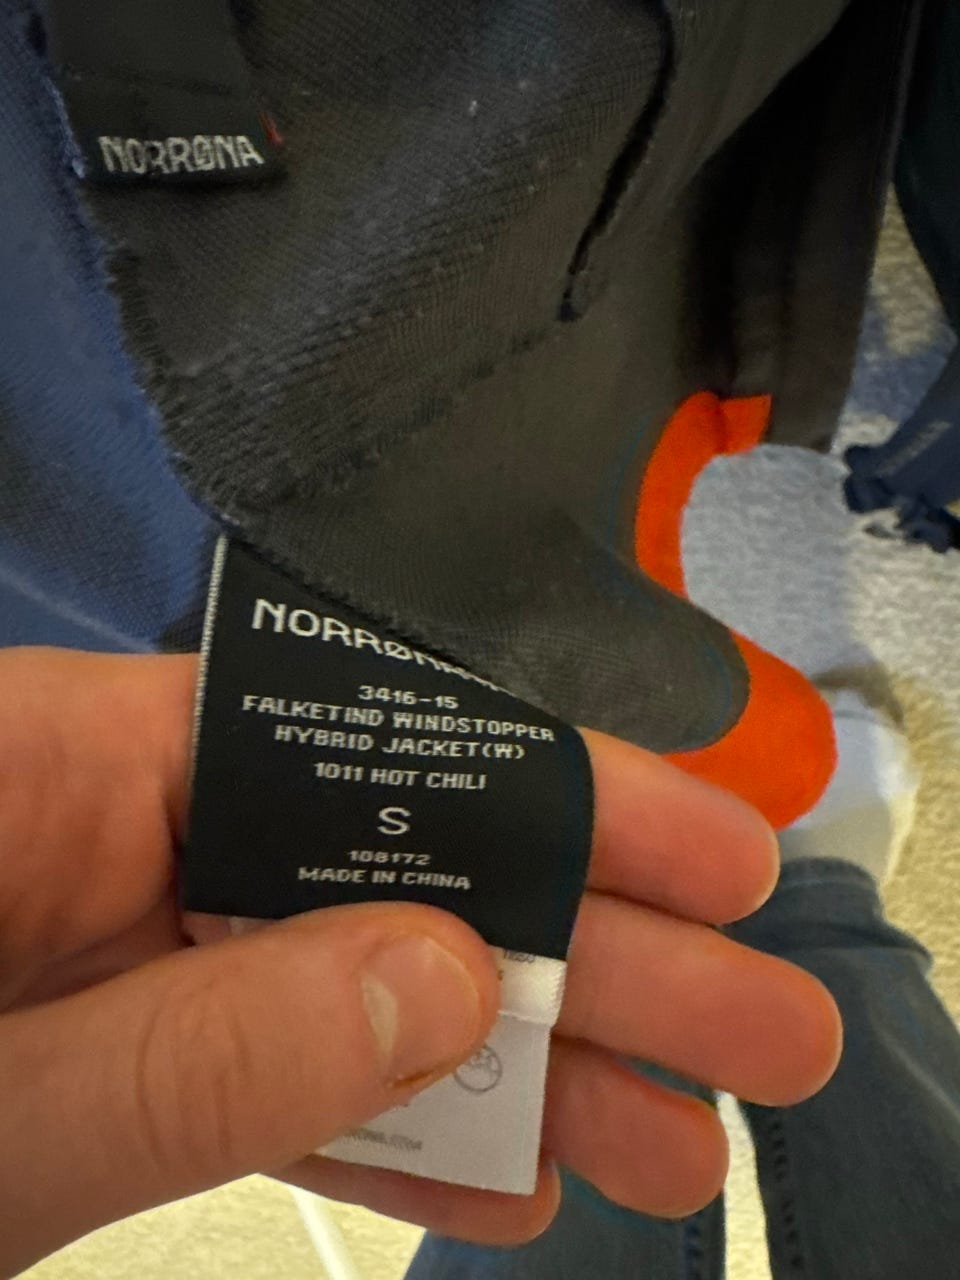 NORRØNA
NORRØNA
3416-15
FALKETIND WINDSTOPPER
HYBRID JACKET(W)
1011 HOT CHILI
S
108172
MADE IN CHINA